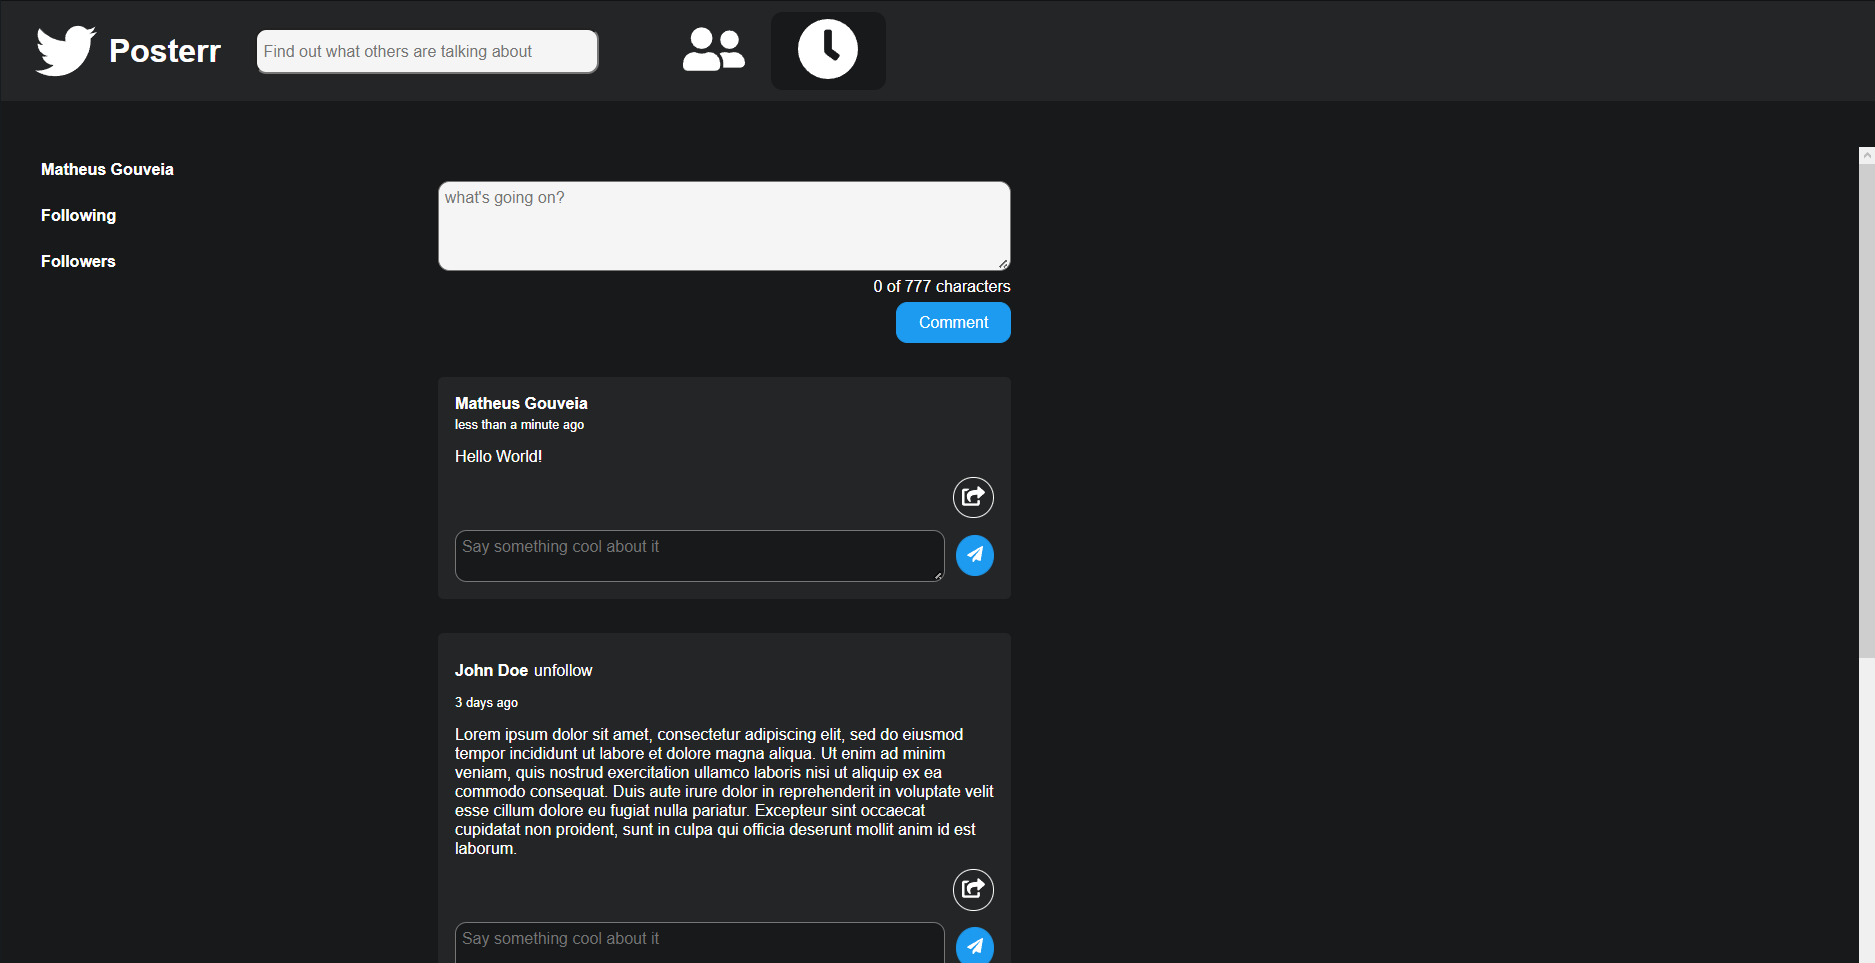 Posterr
Find out what others are talking about
Matheus Gouveia
Following
Followers
what's going on?
0 of 777 characters
Comment
Matheus Gouveia
less than a minute ago
Hello World!
Say something cool about it
John Doe unfollow
3 days ago
Lorem ipsum dolor sit amet, consectetur adipiscing elit, sed do eiusmod
tempor incididunt ut labore et dolore magna aliqua. Ut enim ad minim
veniam, quis nostrud exercitation ullamco laboris nisi ut aliquip ex ea
commodo consequat. Duis aute irure dolor in reprehenderit in voluptate velit
esse cillum dolore eu fugiat nulla pariatur. Excepteur sint occaecat
cupidatat non proident, sunt in culpa qui officia deserunt mollit anim id est
laborum.
Say something cool about it